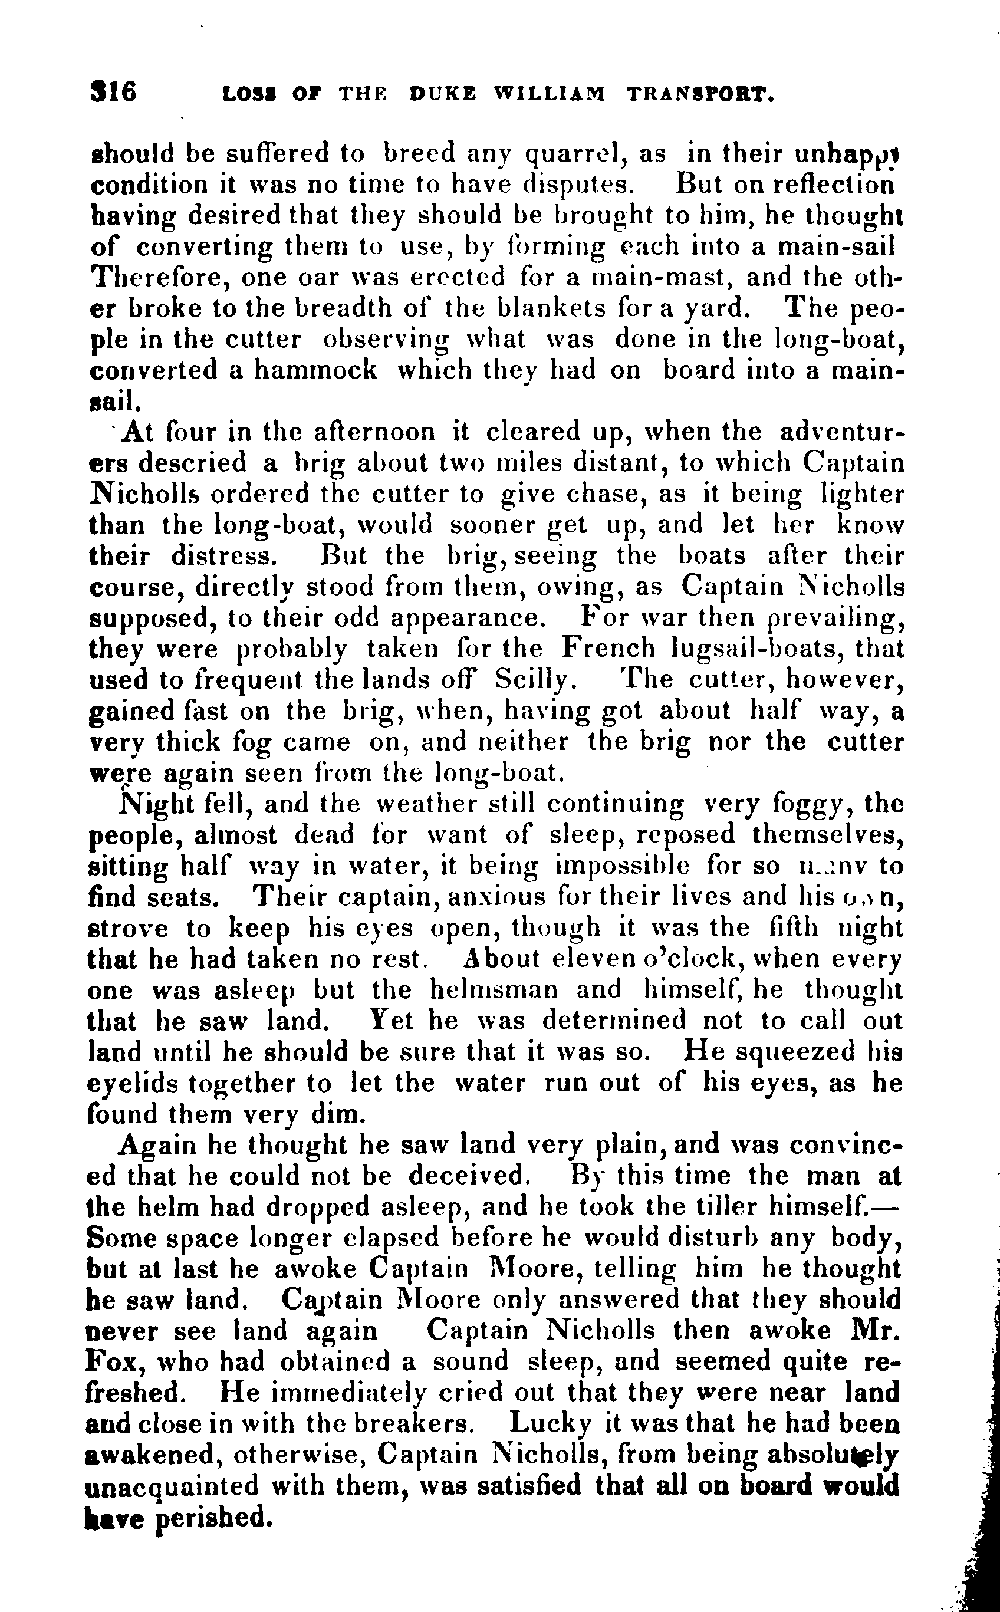 316 LOSS OF THE DUKE WILLIAM TRANSPORT.
should be suffered to breed any quarrel, as in their unhappy
condition it was no time to have disputes. But on reflection
having desired that they should be brought to him, he thought
of converting them to use, by forming each into a main-sail
Therefore, one oar was erected for a main-mast, and the oth-
er broke to the breadth of the blankets for a yard. The peo-
ple in the cutter observing what was done in the long-boat,
converted a hammock which they had on board into a main-
sail.
At four in the afternoon it cleared up, when the adventur-
ers descried a brig about two miles distant, to which Captain
Nicholls ordered the cutter to give chase, as it being lighter
than the long-boat, would sooner get up, and let her know
their distress. But the brig, seeing the boats after their
course, directly stood from them, owing, as Captain Nicholls
supposed, to their odd appearance. For war then prevailing,
they were probably taken for the French lugsail-boats, that
used to frequent the lands off Scilly. The cutter, however,
gained fast on the brig, when, having got about half way, a
very thick fog came on, and neither the brig nor the cutter
were again seen from the long-boat.
Night fell, and the weather still continuing very foggy, the
people, almost dead for want of sleep, reposed themselves,
sitting half way in water, it being impossible for so many to
find seats. Their captain, anxious for their lives and his own,
strove to keep his eyes open, though it was the fifth night
that he had taken no rest. About eleven o'clock, when every
one was asleep but the helmsman and himself, he thought
that he saw land. Yet he was determined not to call out
land until he should be sure that it was so. He squeezed his
eyelids together to let the water run out of his eyes, as he
found them very dim.
Again he thought he saw land very plain, and was convinc-
ed that he could not be deceived. By this time the man at
the helm had dropped asleep, and he took the tiller himself.—
Some space longer elapsed before he would disturb any body,
but at last he awoke Captain Moore, telling him he thought
he saw land. Captain Moore only answered that they should
never see land again Captain Nicholls then awoke Mr.
Fox, who had obtained a sound sleep, and seemed quite re-
freshed. He immediately cried out that they were near land
and close in with the breakers. Lucky it was that he had been
awakened, otherwise, Captain Nicholls, from being absolutely
unacquainted with them, was satisfied that all on board would
have perished.